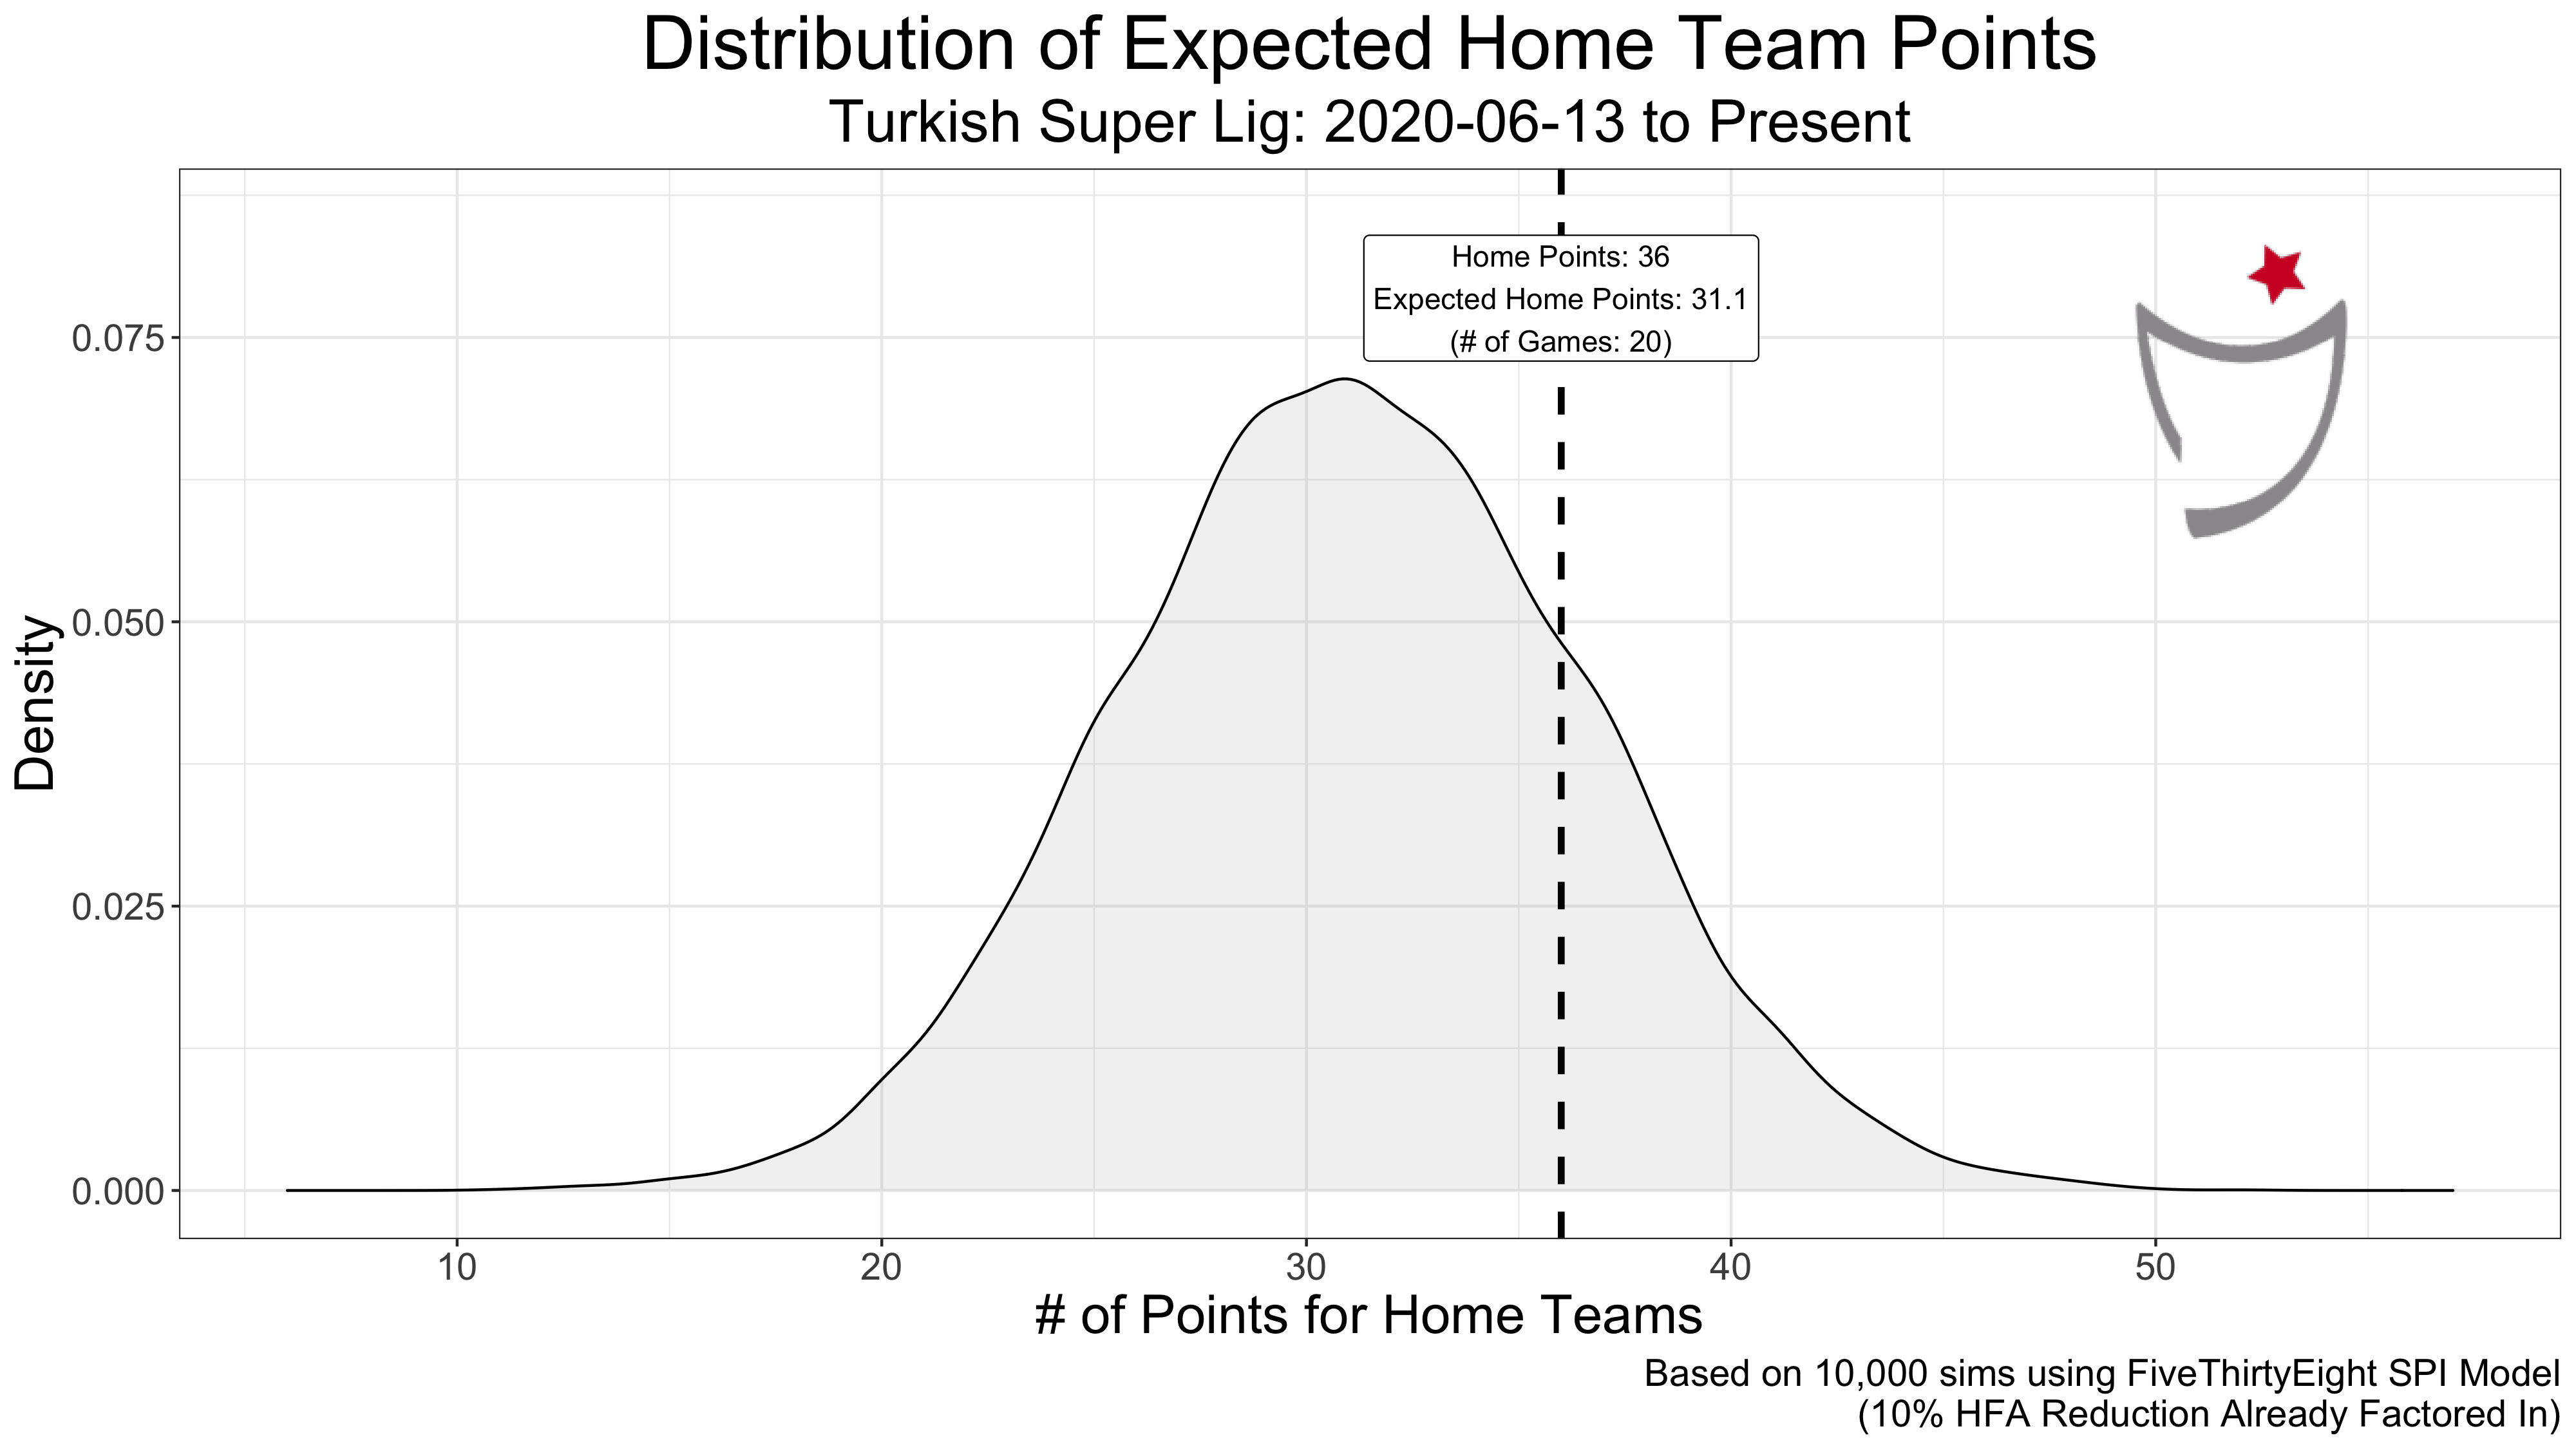 Distribution of Expected Home Team Points
Turkish Super Lig: 2020-06-13 to Present
Home Points: 36
Expected Home Points: 31.1
(# of Games: 20)
Density
0.075
0.050
0.025
0.000
10 20 30 40 50
# of Points for Home Teams
Based on 10,000 sims using FiveThirtyEight SPI Model
(10% HFA Reduction Already Factored In)